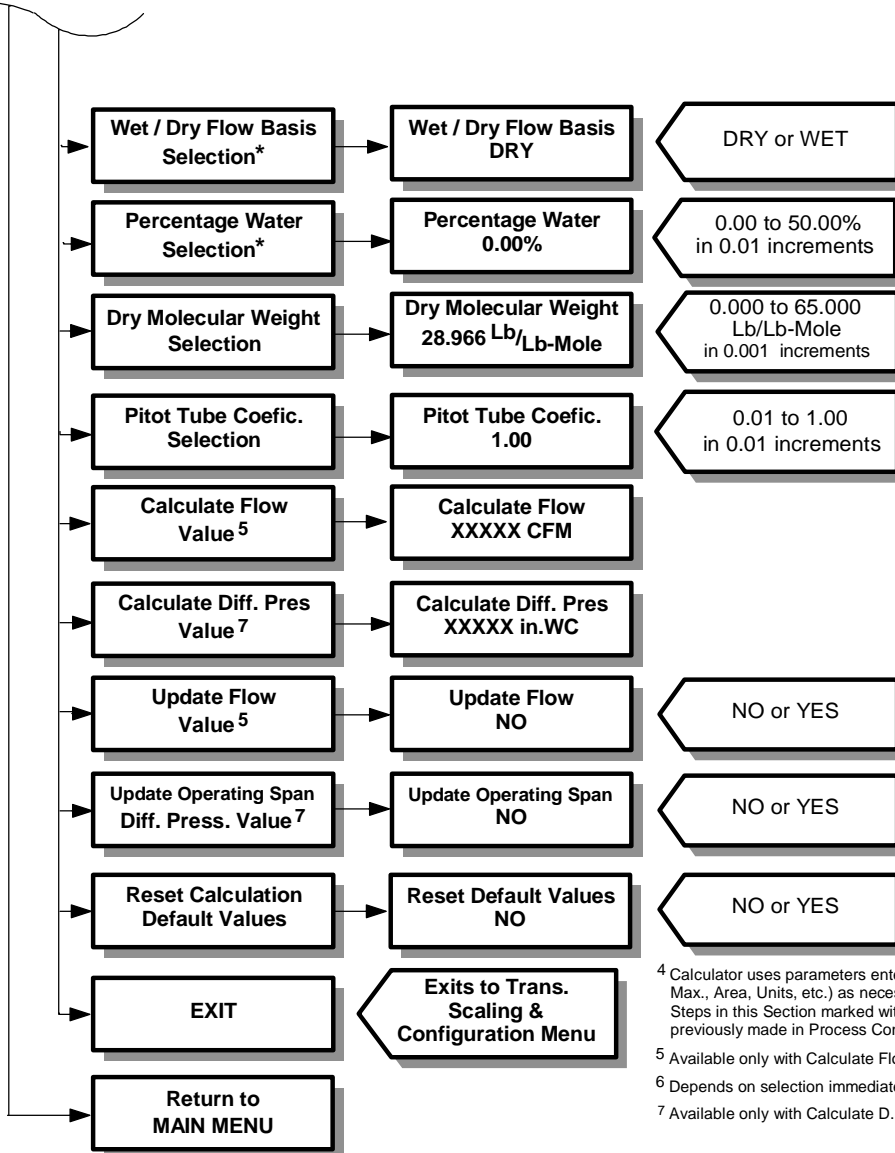 Wet / Dry Flow Basis
Selection*
Wet / Dry Flow Basis
DRY
DRY or WET
Percentage Water
Selection*
Percentage Water
0.00%
0.00 to 50.00%
in 0.01 increments
Dry Molecular Weight
Selection
Dry Molecular Weight
28.966 Lb/Lb-Mole
0.000 to 65.000
Lb/Lb-Mole
in 0.001 increments
Pitot Tube Coefic.
Selection
Pitot Tube Coefic.
1.00
0.01 to 1.00
in 0.01 increments
Calculate Flow
Value 5
Calculate Flow
XXXXX CFM
Calculate Diff. Pres
Value 7
Calculate Diff. Pres
XXXXX in.WC
Update Flow
Value 5
Update Flow
NO
NO or YES
Update Operating Span
Diff. Press. Value 7
Update Operating Span
NO
NO or YES
Reset Calculation
Default Values
Reset Default Values
NO
NO or YES
EXIT
Exits to Trans.
Scaling &
Configuration Menu
Return to
MAIN MENU
4 Calculator uses parameters
Max., Area, Units, etc.) as
Steps in this Section marked
previously made in Process
5 Available only with Calculate
6 Depends on selection
7 Available only with Calculate D.